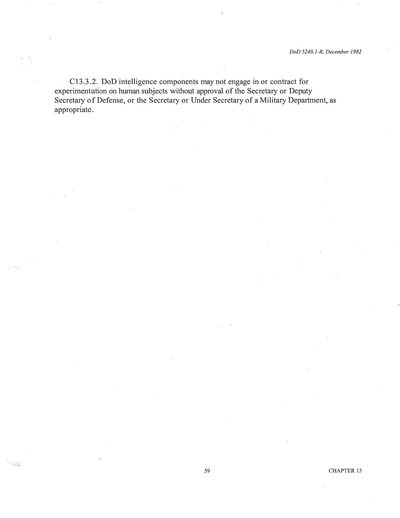 DoD 5240.1-R, December 1982
C13.3.2. DoD intelligence components may not engage in or contract for
experimentation on human subjects without approval of the Secretary or Deputy
Secretary of Defense, or the Secretary or Under Secretary of a Military Department, as
appropriate.
59
CHAPTER 13